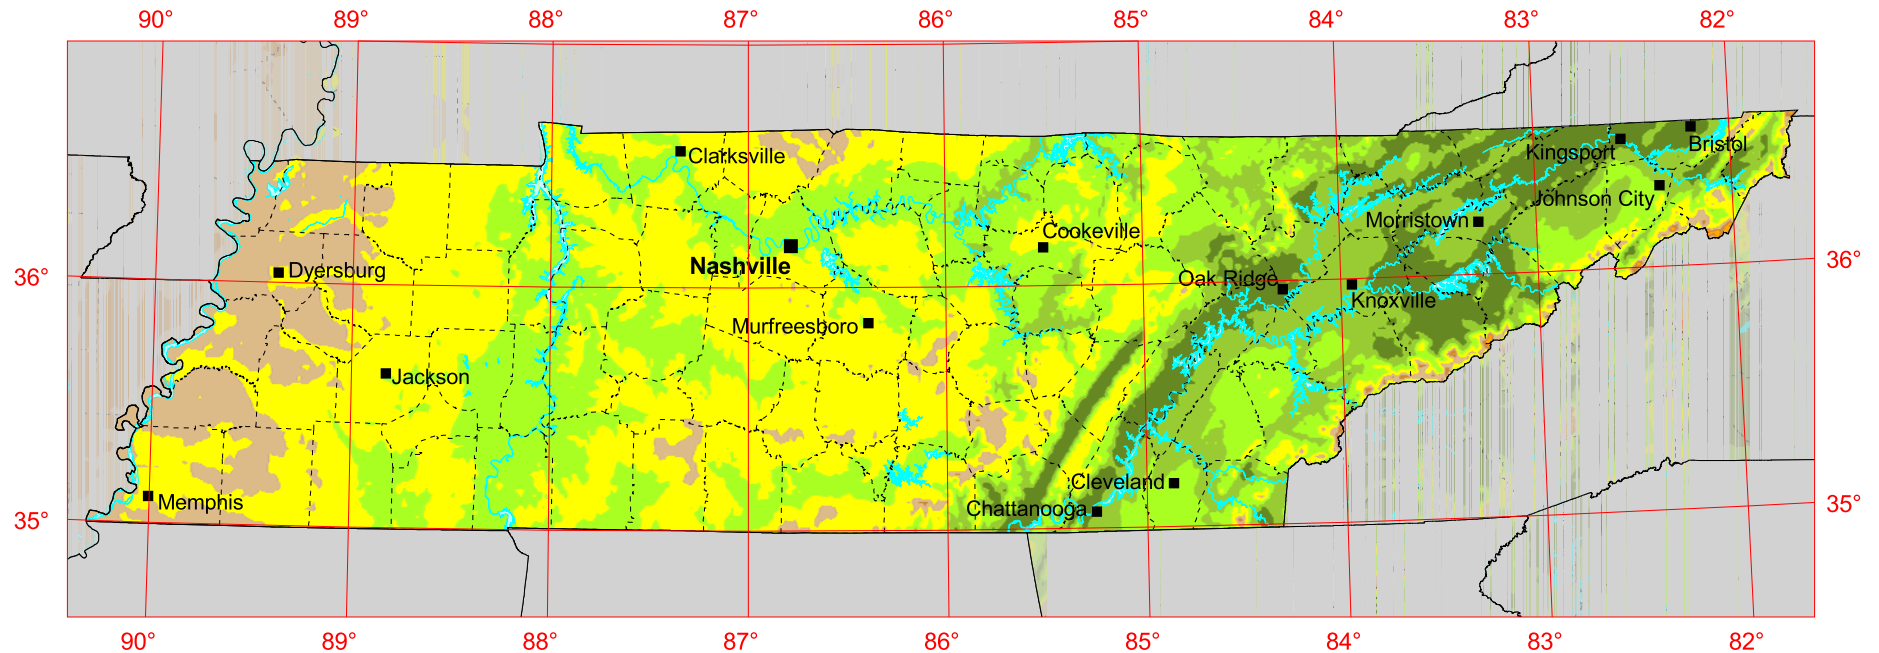 90° 89° 88° 87° 86° 85° 84° 83° 82°
Clarksville
Kingsport
Bristol
Johnson City
Morristown
Cookeville
Nashville
36°
Dyersburg
Oak Ridge
36°
Knoxville
Murfreesboro
Jackson
Memphis
Cleveland
Chattanooga
35°
35°
90° 89° 88° 87° 86° 85° 84° 83° 82°